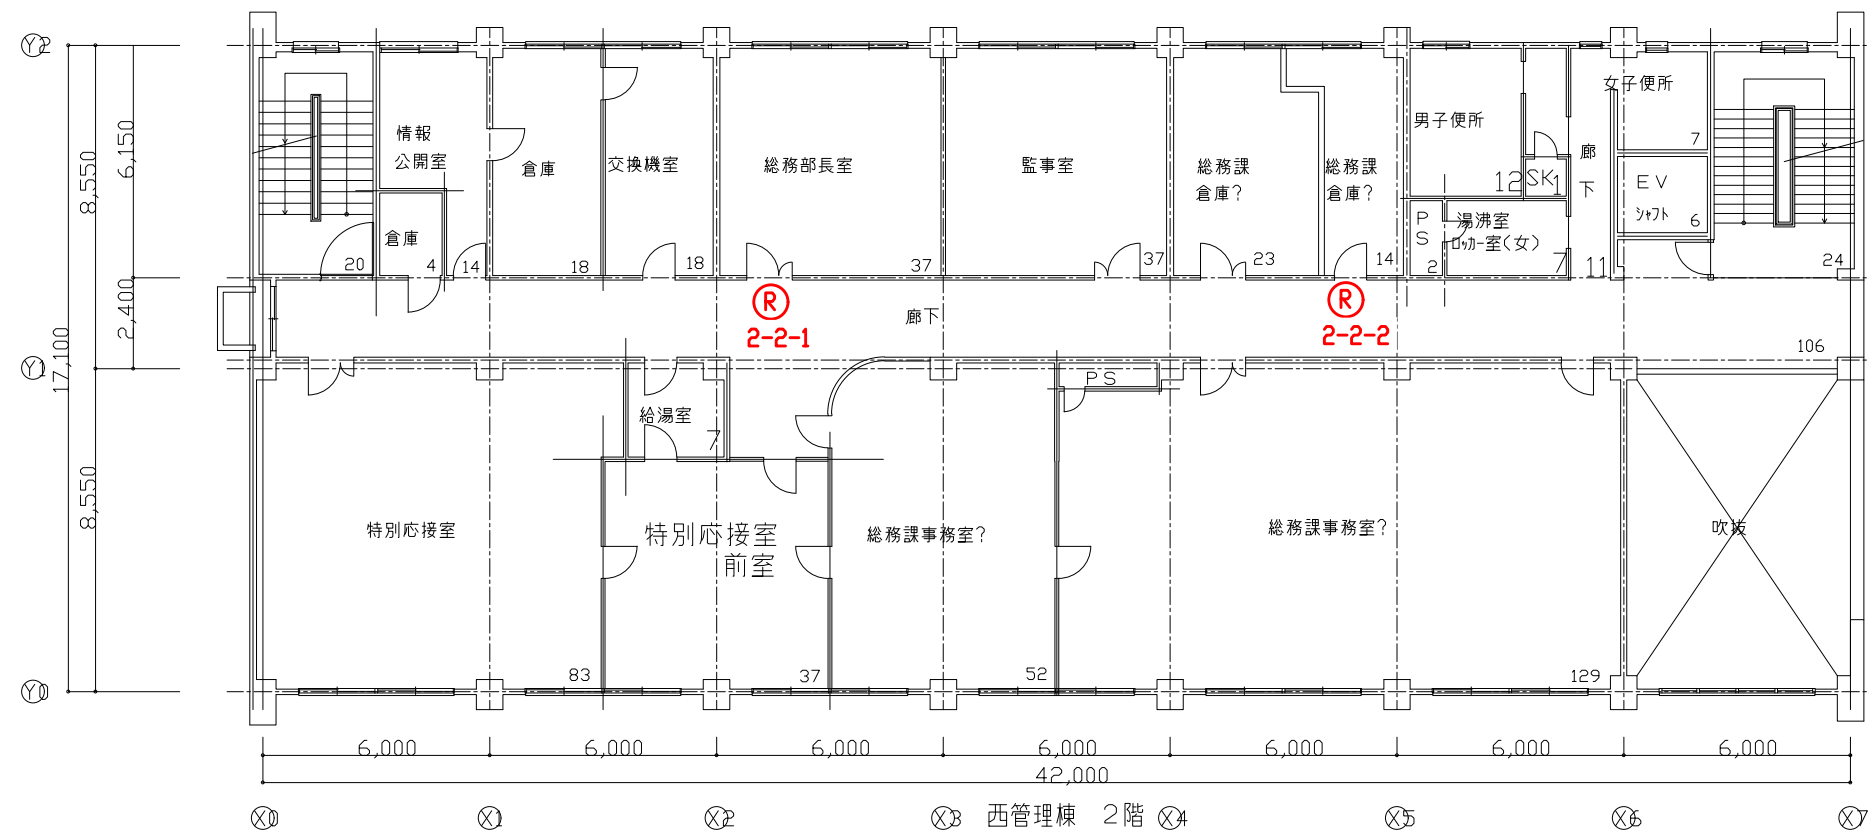 Y2
8,550
6,150
2,400
17,100
Y1
8,550
Y0
情報
公開室
倉庫
20
4
14
倉庫
18
交換機室
18
総務部長室
37
監事室
37
総務課
倉庫?
23
総務課
倉庫?
14
男子便所
12
SK
1
PS
2
湯沸室
ロッカー室(女)
7
廊下
11
女子便所
7
EV
シャフト
6
24
R
2-2-1
廊下
R
2-2-2
106
特別応接室
83
給湯室
7
特別応接室
前室
37
総務課事務室?
52
PS
総務課事務室?
129
吹抜
6,000
6,000
6,000
6,000
6,000
6,000
6,000
42,000
X0
X1
X2
X3
西管理棟 2階
X4
X5
X6
X7